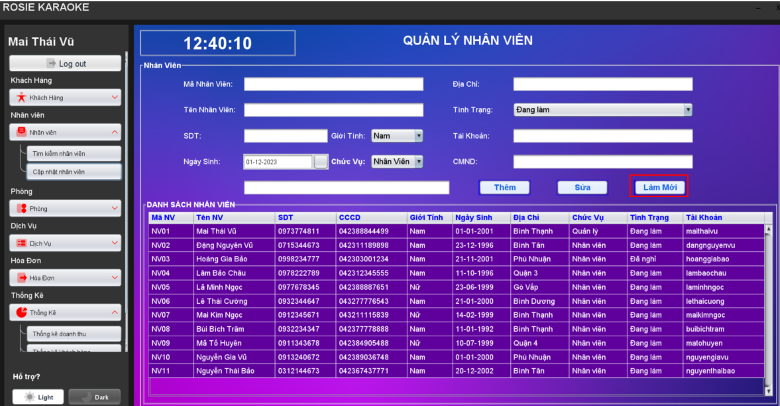 ROSIE KARAOKE
Mai Thái Vũ
Log out
Khách Hàng
Khách Hàng
Nhân viên
Nhân viên
Tìm kiếm nhân viên
Cập nhật nhân viên
Phòng
Phòng
Dịch Vụ
Dịch Vụ
Hóa Đơn
Hóa Đơn
Thống Kê
Thống Kê
Thống kê doanh thu
Thống kê khách hàng
Hỗ trợ?
Light Dark
12:40:10
QUẢN LÝ NHÂN VIÊN
Nhân Viên
Mã Nhân Viên: Địa Chỉ:
Tên Nhân Viên: Tình Trạng: Đang làm
SDT: Giới Tính: Nam Tài Khoản:
Ngày Sinh: 01-12-2023 Chức Vụ: Nhân Viên CMND:
Thêm Sửa Làm Mới
DANH SÁCH NHÂN VIÊN
Mã NV Tên NV SDT CCCD Giới Tính Ngày Sinh Địa Chỉ Chức Vụ Tình Trạng Tài Khoản
NV01 Mai Thái Vũ 0973774811 042388844499 Nam 01-01-2001 Bình Thạnh Quản lý Đang làm maithaivu
NV02 Đặng Nguyên Vũ 0715344673 042311189898 Nam 23-12-1996 Bình Tân Nhân viên Đang làm dangnguyenvu
NV03 Hoàng Gia Bảo 0998234777 042303001234 Nam 21-11-2001 Phú Nhuận Nhân viên Đã nghỉ hoanggiabao
NV04 Lâm Bảo Châu 0978222789 042312345555 Nam 11-10-1996 Quận 3 Nhân viên Đang làm lambaochau
NV05 Lã Minh Ngọc 0977678345 042388887651 Nữ 23-06-1999 Gò Vấp Nhân viên Đang làm laminhngoc
NV06 Lê Thái Cường 0932344647 042377776543 Nam 21-01-2000 Bình Dương Nhân viên Đang làm lethaicuong
NV07 Mai Kim Ngọc 0912345671 043211115839 Nữ 14-02-1999 Bình Thạnh Nhân viên Đang làm maikimngoc
NV08 Bùi Bích Trâm 0932234347 042377778888 Nam 11-01-1992 Bình Thạnh Nhân viên Đang làm buibichtram
NV09 Mã Tổ Huyên 0911343678 042384905488 Nữ 10-07-1999 Quận 4 Nhân viên Đang làm matohuyen
NV10 Nguyễn Gia Vũ 0913240672 042389036748 Nam 01-01-2000 Phú Nhuận Nhân viên Đang làm nguyengiavu
NV11 Nguyễn Thái Bảo 0312144673 042367437771 Nam 20-12-2002 Bình Tân Nhân viên Đang làm nguyenthaibao